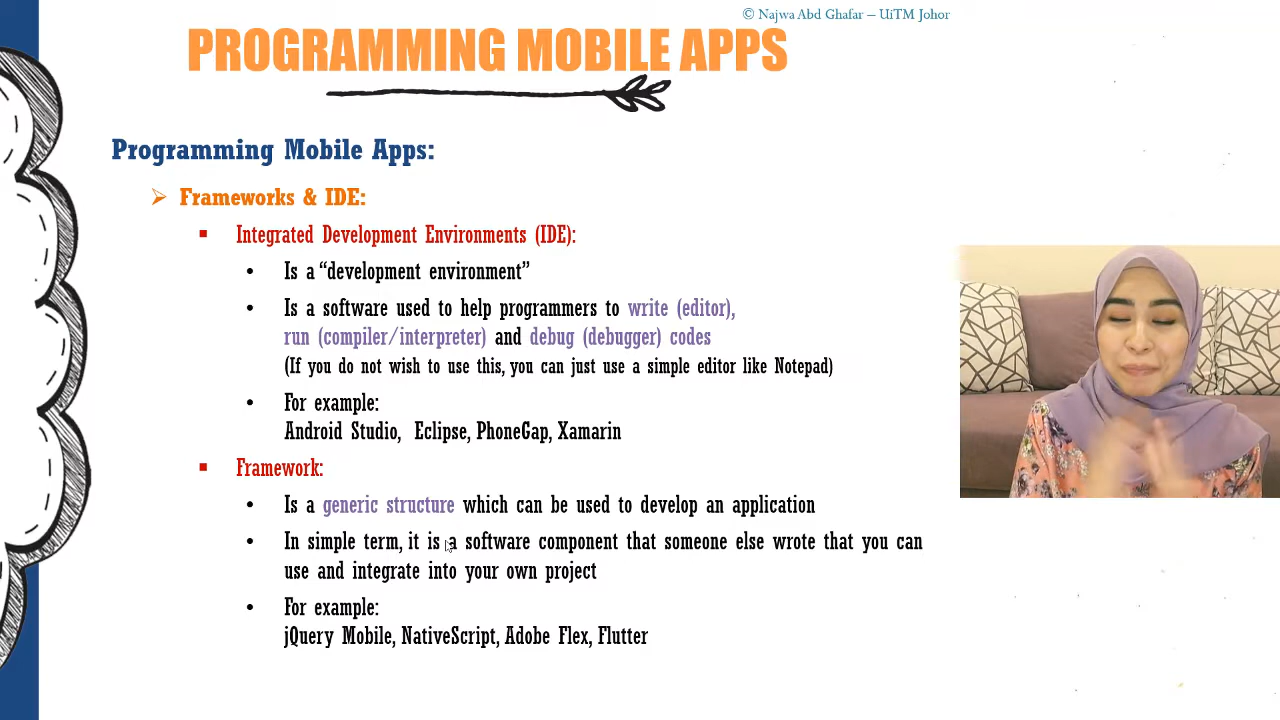 © Najwa Abd Ghafar – UiTM Johor
PROGRAMMING MOBILE APPS
Programming Mobile Apps:
Frameworks & IDE:
Integrated Development Environments (IDE):
Is a “development environment”
Is a software used to help programmers to write (editor),
run (compiler/interpreter) and debug (debugger) codes
(If you do not wish to use this, you can just use a simple editor like Notepad)
For example:
Android Studio, Eclipse, PhoneGap, Xamarin
Framework:
Is a generic structure which can be used to develop an application
In simple term, it is a software component that someone else wrote that you can
use and integrate into your own project
For example:
jQuery Mobile, NativeScript, Adobe Flex, Flutter